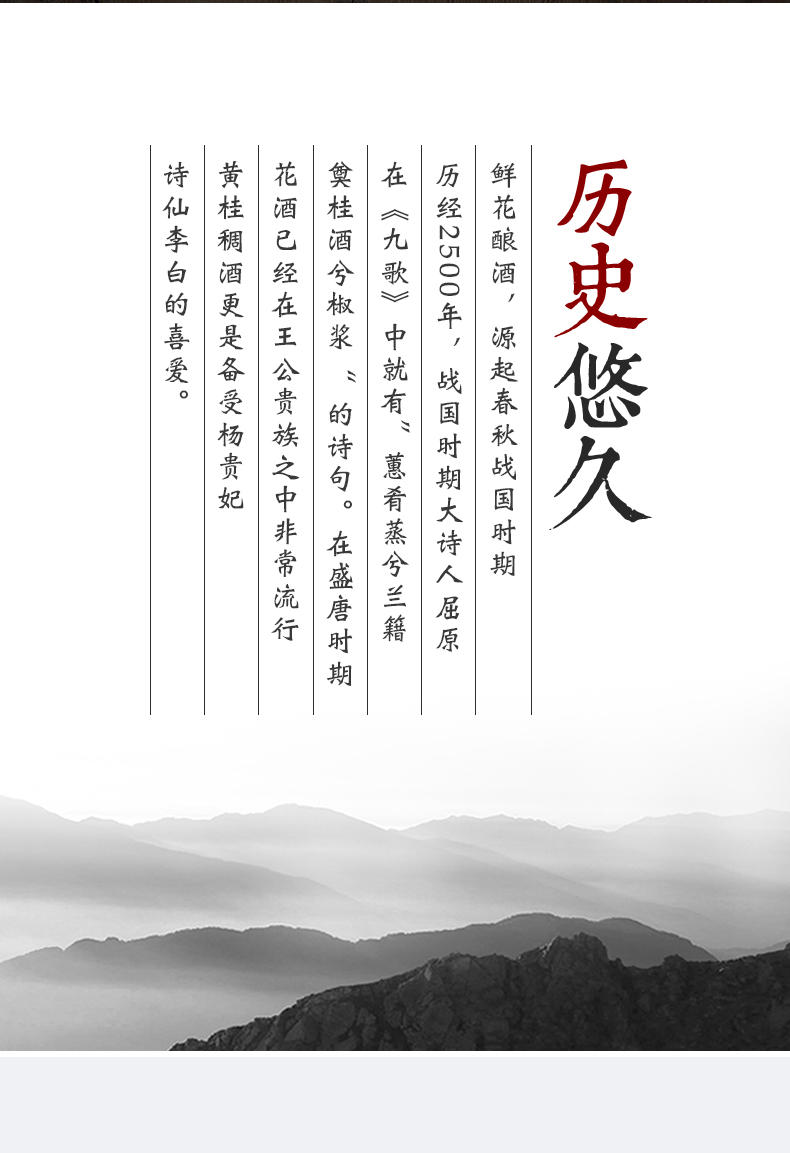 历史悠久
鲜花酿酒，源起春秋战国时期
历经2500年，战国时期大诗人屈原
在《九歌》中就有”蕙肴蒸兮兰籍
奠桂酒兮椒浆“的诗句。在盛唐时期
花酒已经在王公贵族之中非常流行
黄桂稠酒更是备受杨贵妃
诗仙李白的喜爱。